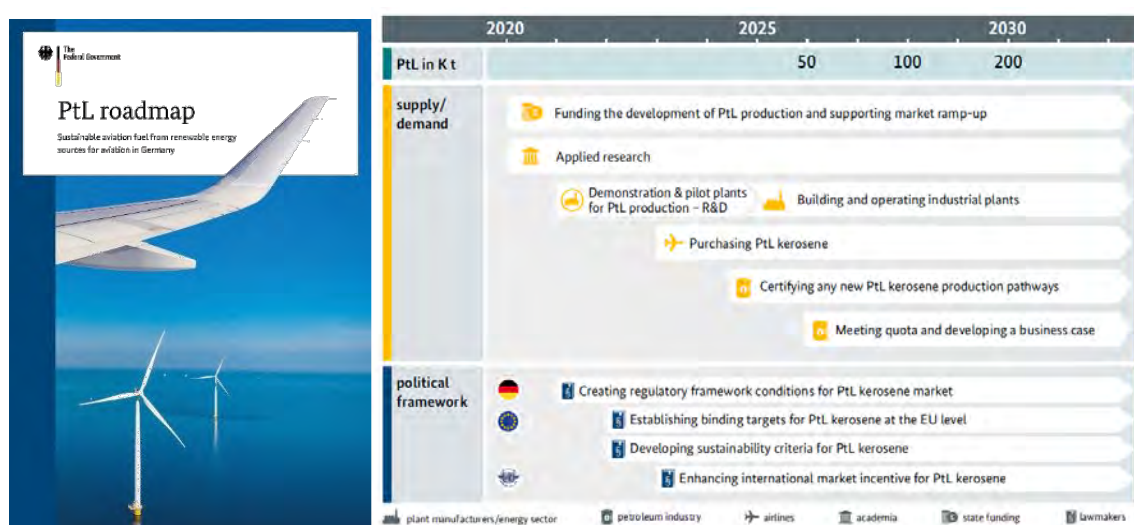 The
Federal Government
PtL roadmap
Sustainable aviation fuel from renewable energy
sources for aviation in Germany
2020 2025 2030
PtL in K t 50 100 200
supply/
demand
Funding the development of PtL production and supporting market ramp-up
Applied research
Demonstration & pilot plants
for PtL production – R&D
Building and operating industrial plants
Purchasing PtL kerosene
Certifying any new PtL kerosene production pathways
Meeting quota and developing a business case
political
framework
Creating regulatory framework conditions for PtL kerosene market
Establishing binding targets for PtL kerosene at the EU level
Developing sustainability criteria for PtL kerosene
Enhancing international market incentive for PtL kerosene
plant manufacturers/energy sector petroleum industry airlines academia state funding lawmakers